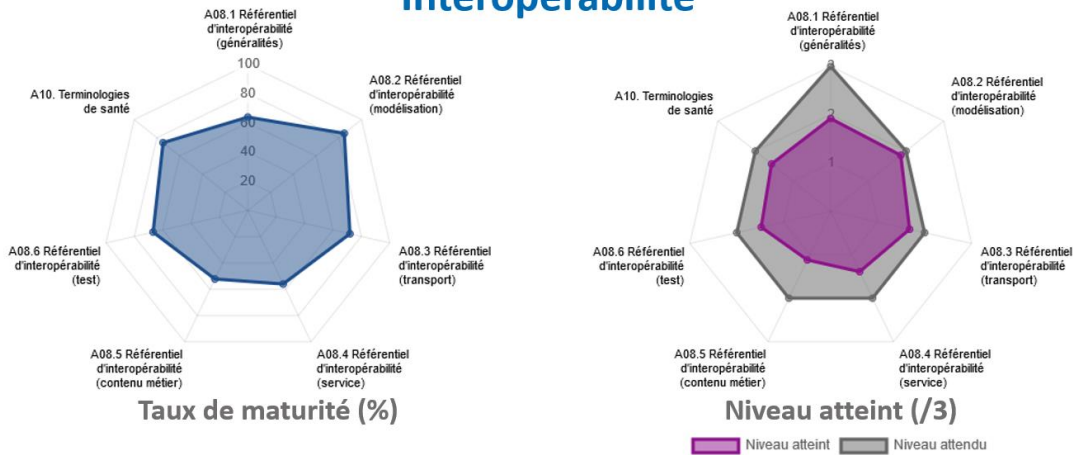 Interopérabilité
A08.1 Référentiel
d'interopérabilité
(généralités)
100
80
60
40
20
A08.2 Référentiel
d'interopérabilité
(modélisation)
A08.3 Référentiel
d'interopérabilité
(transport)
A08.4 Référentiel
d'interopérabilité
(service)
A08.5 Référentiel
d'interopérabilité
(contenu métier)
A08.6 Référentiel
d'interopérabilité
(test)
A10. Terminologies
de santé
Taux de maturité (%)
A08.1 Référentiel
d'interopérabilité
(généralités)
3
2
1
A08.2 Référentiel
d'interopérabilité
(modélisation)
A08.3 Référentiel
d'interopérabilité
(transport)
A08.4 Référentiel
d'interopérabilité
(service)
A08.5 Référentiel
d'interopérabilité
(contenu métier)
A08.6 Référentiel
d'interopérabilité
(test)
A10. Terminologies
de santé
Niveau atteint (/3)
Niveau atteint
Niveau attendu